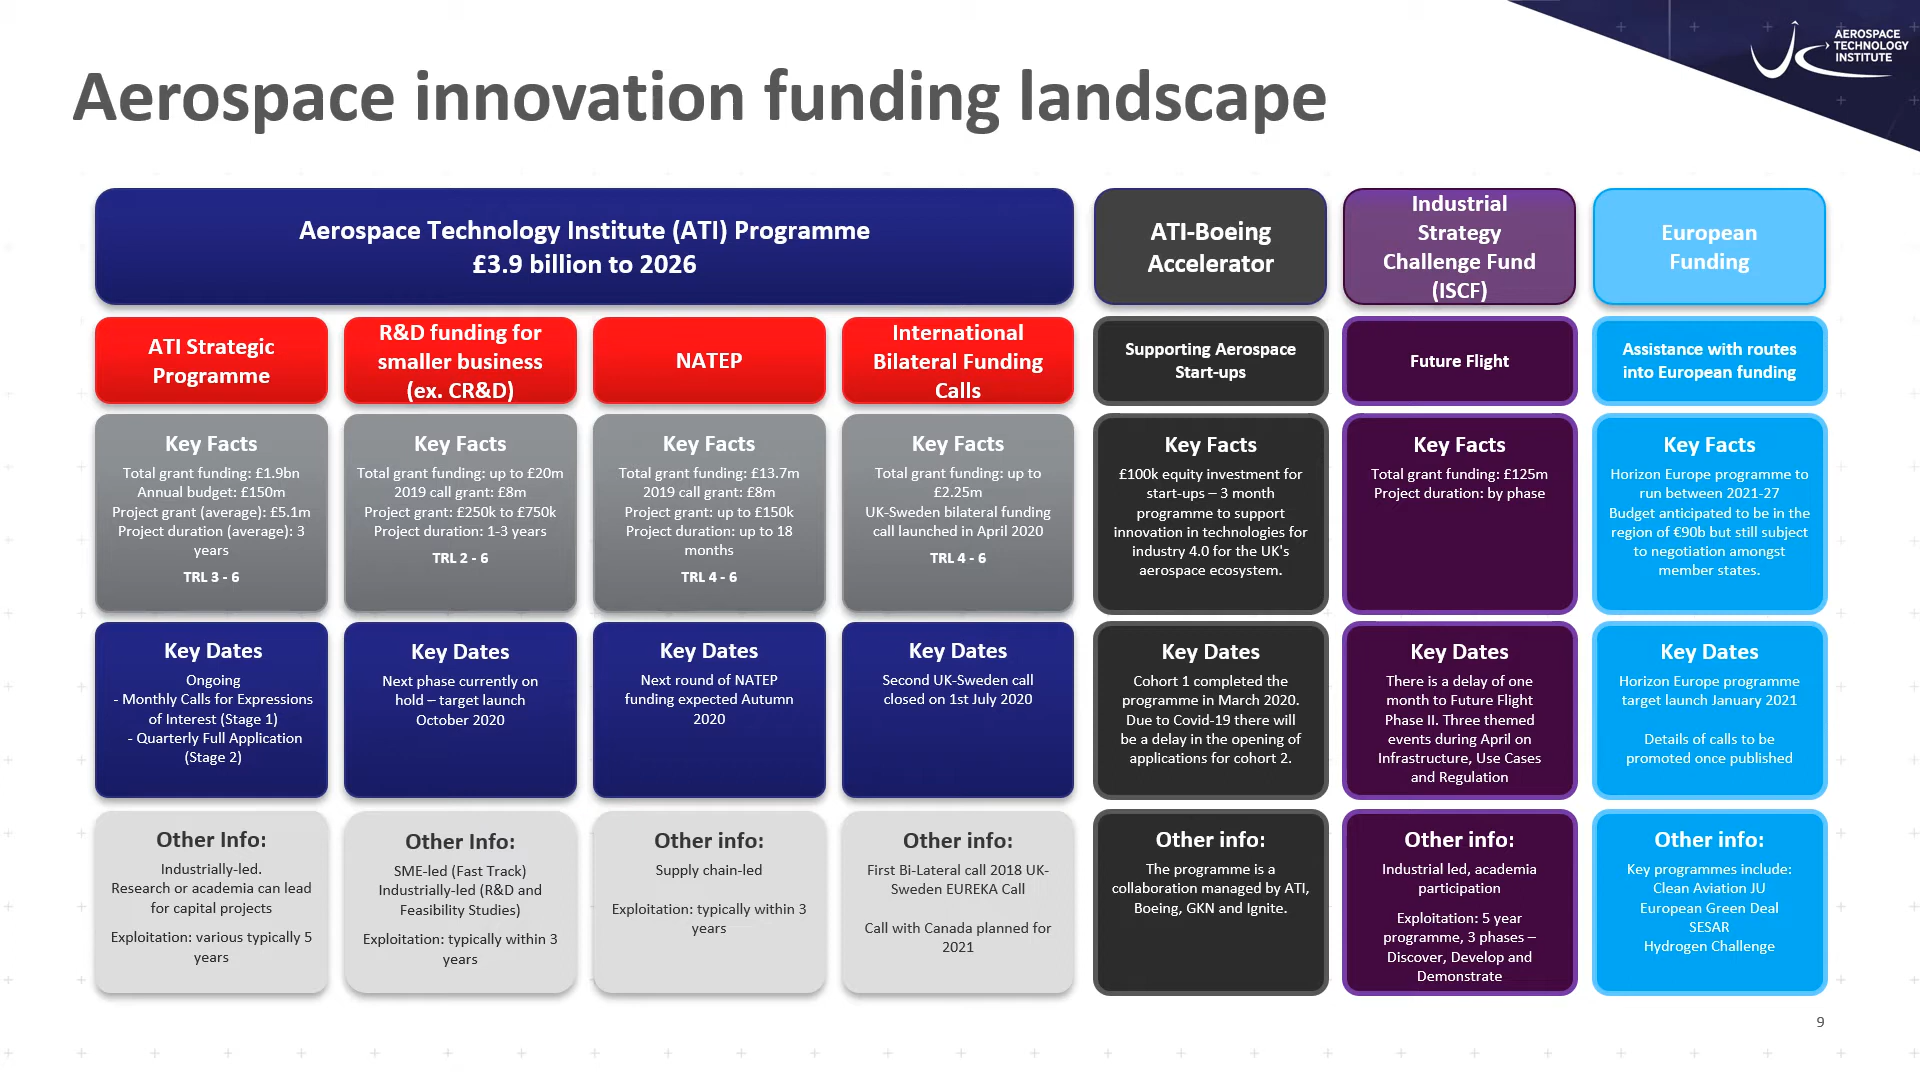 AEROSPACE
TECHNOLOGY
INSTITUTE
Aerospace innovation funding landscape
Aerospace Technology Institute (ATI) Programme
£3.9 billion to 2026
ATI-Boeing
Accelerator
Industrial
Strategy
Challenge Fund
(ISCF)
European
Funding
ATI Strategic
Programme
R&D funding for
smaller business
(ex. CR&D)
NATEP
International
Bilateral Funding
Calls
Supporting Aerospace
Start-ups
Future Flight
Assistance with routes
into European funding
Key Facts
Total grant funding: £1.9bn
Annual budget: £150m
Project grant (average): £5.1m
Project duration (average): 3
years
TRL 3 - 6
Key Facts
Total grant funding: up to £20m
2019 call grant: £8m
Project grant: £250k to £750k
Project duration: 1-3 years
TRL 2 - 6
Key Facts
Total grant funding: £13.7m
2019 call grant: £8m
Project grant: up to £150k
Project duration: up to 18
months
TRL 4 - 6
Key Facts
Total grant funding: up to
£2.25m
UK-Sweden bilateral funding
call launched in April 2020
TRL 4 - 6
Key Facts
£100k equity investment for
start-ups – 3 month
programme to support
innovation in technologies for
industry 4.0 for the UK's
aerospace ecosystem.
Key Facts
Total grant funding: £125m
Project duration: by phase
Key Facts
Horizon Europe programme to
run between 2021-27
Budget anticipated to be in the
region of €90b but still subject
to negotiation amongst
member states.
Key Dates
Ongoing
- Monthly Calls for Expressions
of Interest (Stage 1)
- Quarterly Full Application
(Stage 2)
Key Dates
Next phase currently on
hold – target launch
October 2020
Key Dates
Next round of NATEP
funding expected Autumn
2020
Key Dates
Second UK-Sweden call
closed on 1st July 2020
Key Dates
Cohort 1 completed the
programme in March 2020.
Due to Covid-19 there will
be a delay in the opening of
applications for cohort 2.
Key Dates
There is a delay of one
month to Future Flight
Phase II. Three themed
events during April on
Infrastructure, Use Cases
and Regulation
Key Dates
Horizon Europe programme
target launch January 2021
Details of calls to be
promoted once published
Other Info:
Industrially-led.
Research or academia can lead
for capital projects
Exploitation: various typically 5
years
Other Info:
SME-led (Fast Track)
Industrially-led (R&D and
Feasibility Studies)
Exploitation: typically within 3
years
Other info:
Supply chain-led
Exploitation: typically within 3
years
Other info:
First Bi-Lateral call 2018 UK-
Sweden EUREKA Call
Call with Canada planned for
2021
Other info:
The programme is a
collaboration managed by ATI,
Boeing, GKN and Ignite.
Other info:
Industrial led, academia
participation
Exploitation: 5 year
programme, 3 phases –
Discover, Develop and
Demonstrate
Other info:
Key programmes include:
Clean Aviation JU
European Green Deal
SESAR
Hydrogen Challenge
9